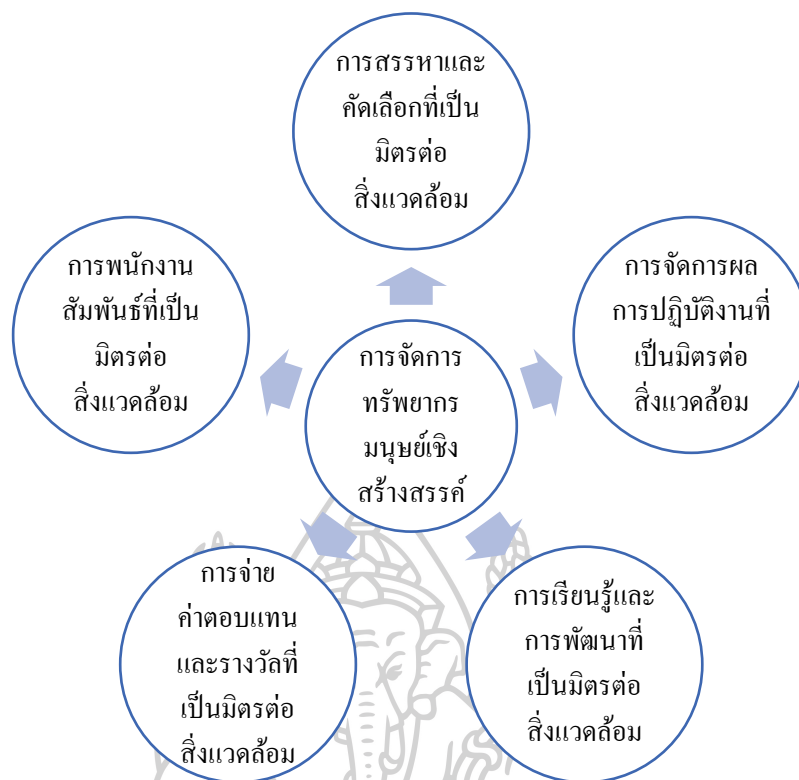 การสรรหาและ
คัดเลือกที่เป็น
มิตรต่อ
สิ่งแวดล้อม
การพนักงาน
สัมพันธ์ที่เป็น
มิตรต่อ
สิ่งแวดล้อม
การจัดการผล
การปฏิบัติงานที่
เป็นมิตรต่อ
สิ่งแวดล้อม
การจัดการ
ทรัพยากร
มนุษย์เชิง
สร้างสรรค์
การจ่าย
ค่าตอบแทน
และรางวัลที่
เป็นมิตรต่อ
สิ่งแวดล้อม
การเรียนรู้และ
การพัฒนาที่
เป็นมิตรต่อ
สิ่งแวดล้อม